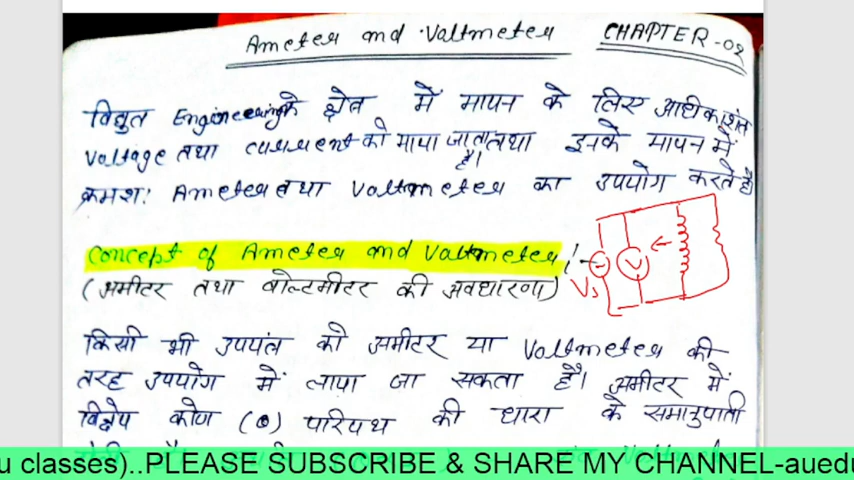 Ameter and Valtmeter CHAPTER-02
विद्युत Engineering के क्षेत्र में मापन के लिए अधिकांशत
Voltage तथा current को मापा जाता है। तथा इनके मापन में
क्रमश: Ameter तथा Valtmeter का उपयोग करते है
Concept of Ameter and Valtmeter!
(अमीटर तथा वोल्टमीटर की अवधारणा)
V
Vs
किसी भी उपयंत्र को अमीटर या Voltmeter की
तरह उपयोग में लाया जा सकता है। अमीटर में
विक्षेप कोण (θ) परिपथ की धारा के समानुपाती
u classes)..PLEASE SUBSCRIBE & SHARE MY CHANNEL-auedu